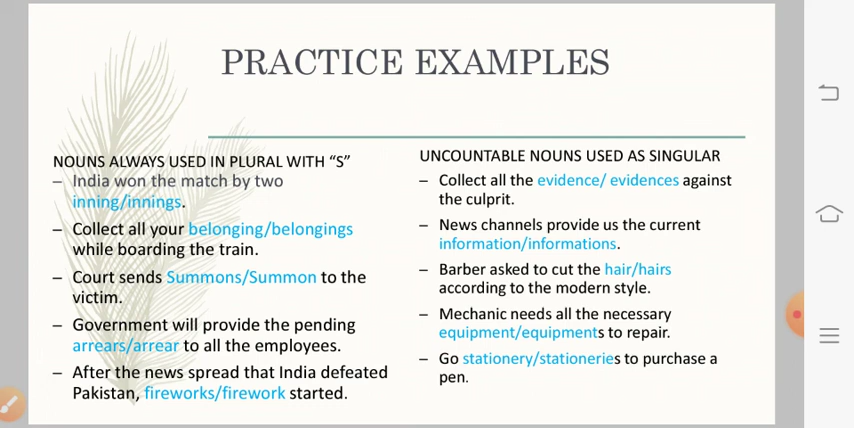 PRACTICE EXAMPLES
NOUNS ALWAYS USED IN PLURAL WITH “S”
– India won the match by two
inning/innings.
– Collect all your belonging/belongings
while boarding the train.
– Court sends Summons/Summon to the
victim.
– Government will provide the pending
arrears/arrear to all the employees.
– After the news spread that India defeated
Pakistan, fireworks/firework started.
UNCOUNTABLE NOUNS USED AS SINGULAR
– Collect all the evidence/ evidences against
the culprit.
– News channels provide us the current
information/informations.
– Barber asked to cut the hair/hairs
according to the modern style.
– Mechanic needs all the necessary
equipment/equipments to repair.
– Go stationery/stationeries to purchase a
pen.